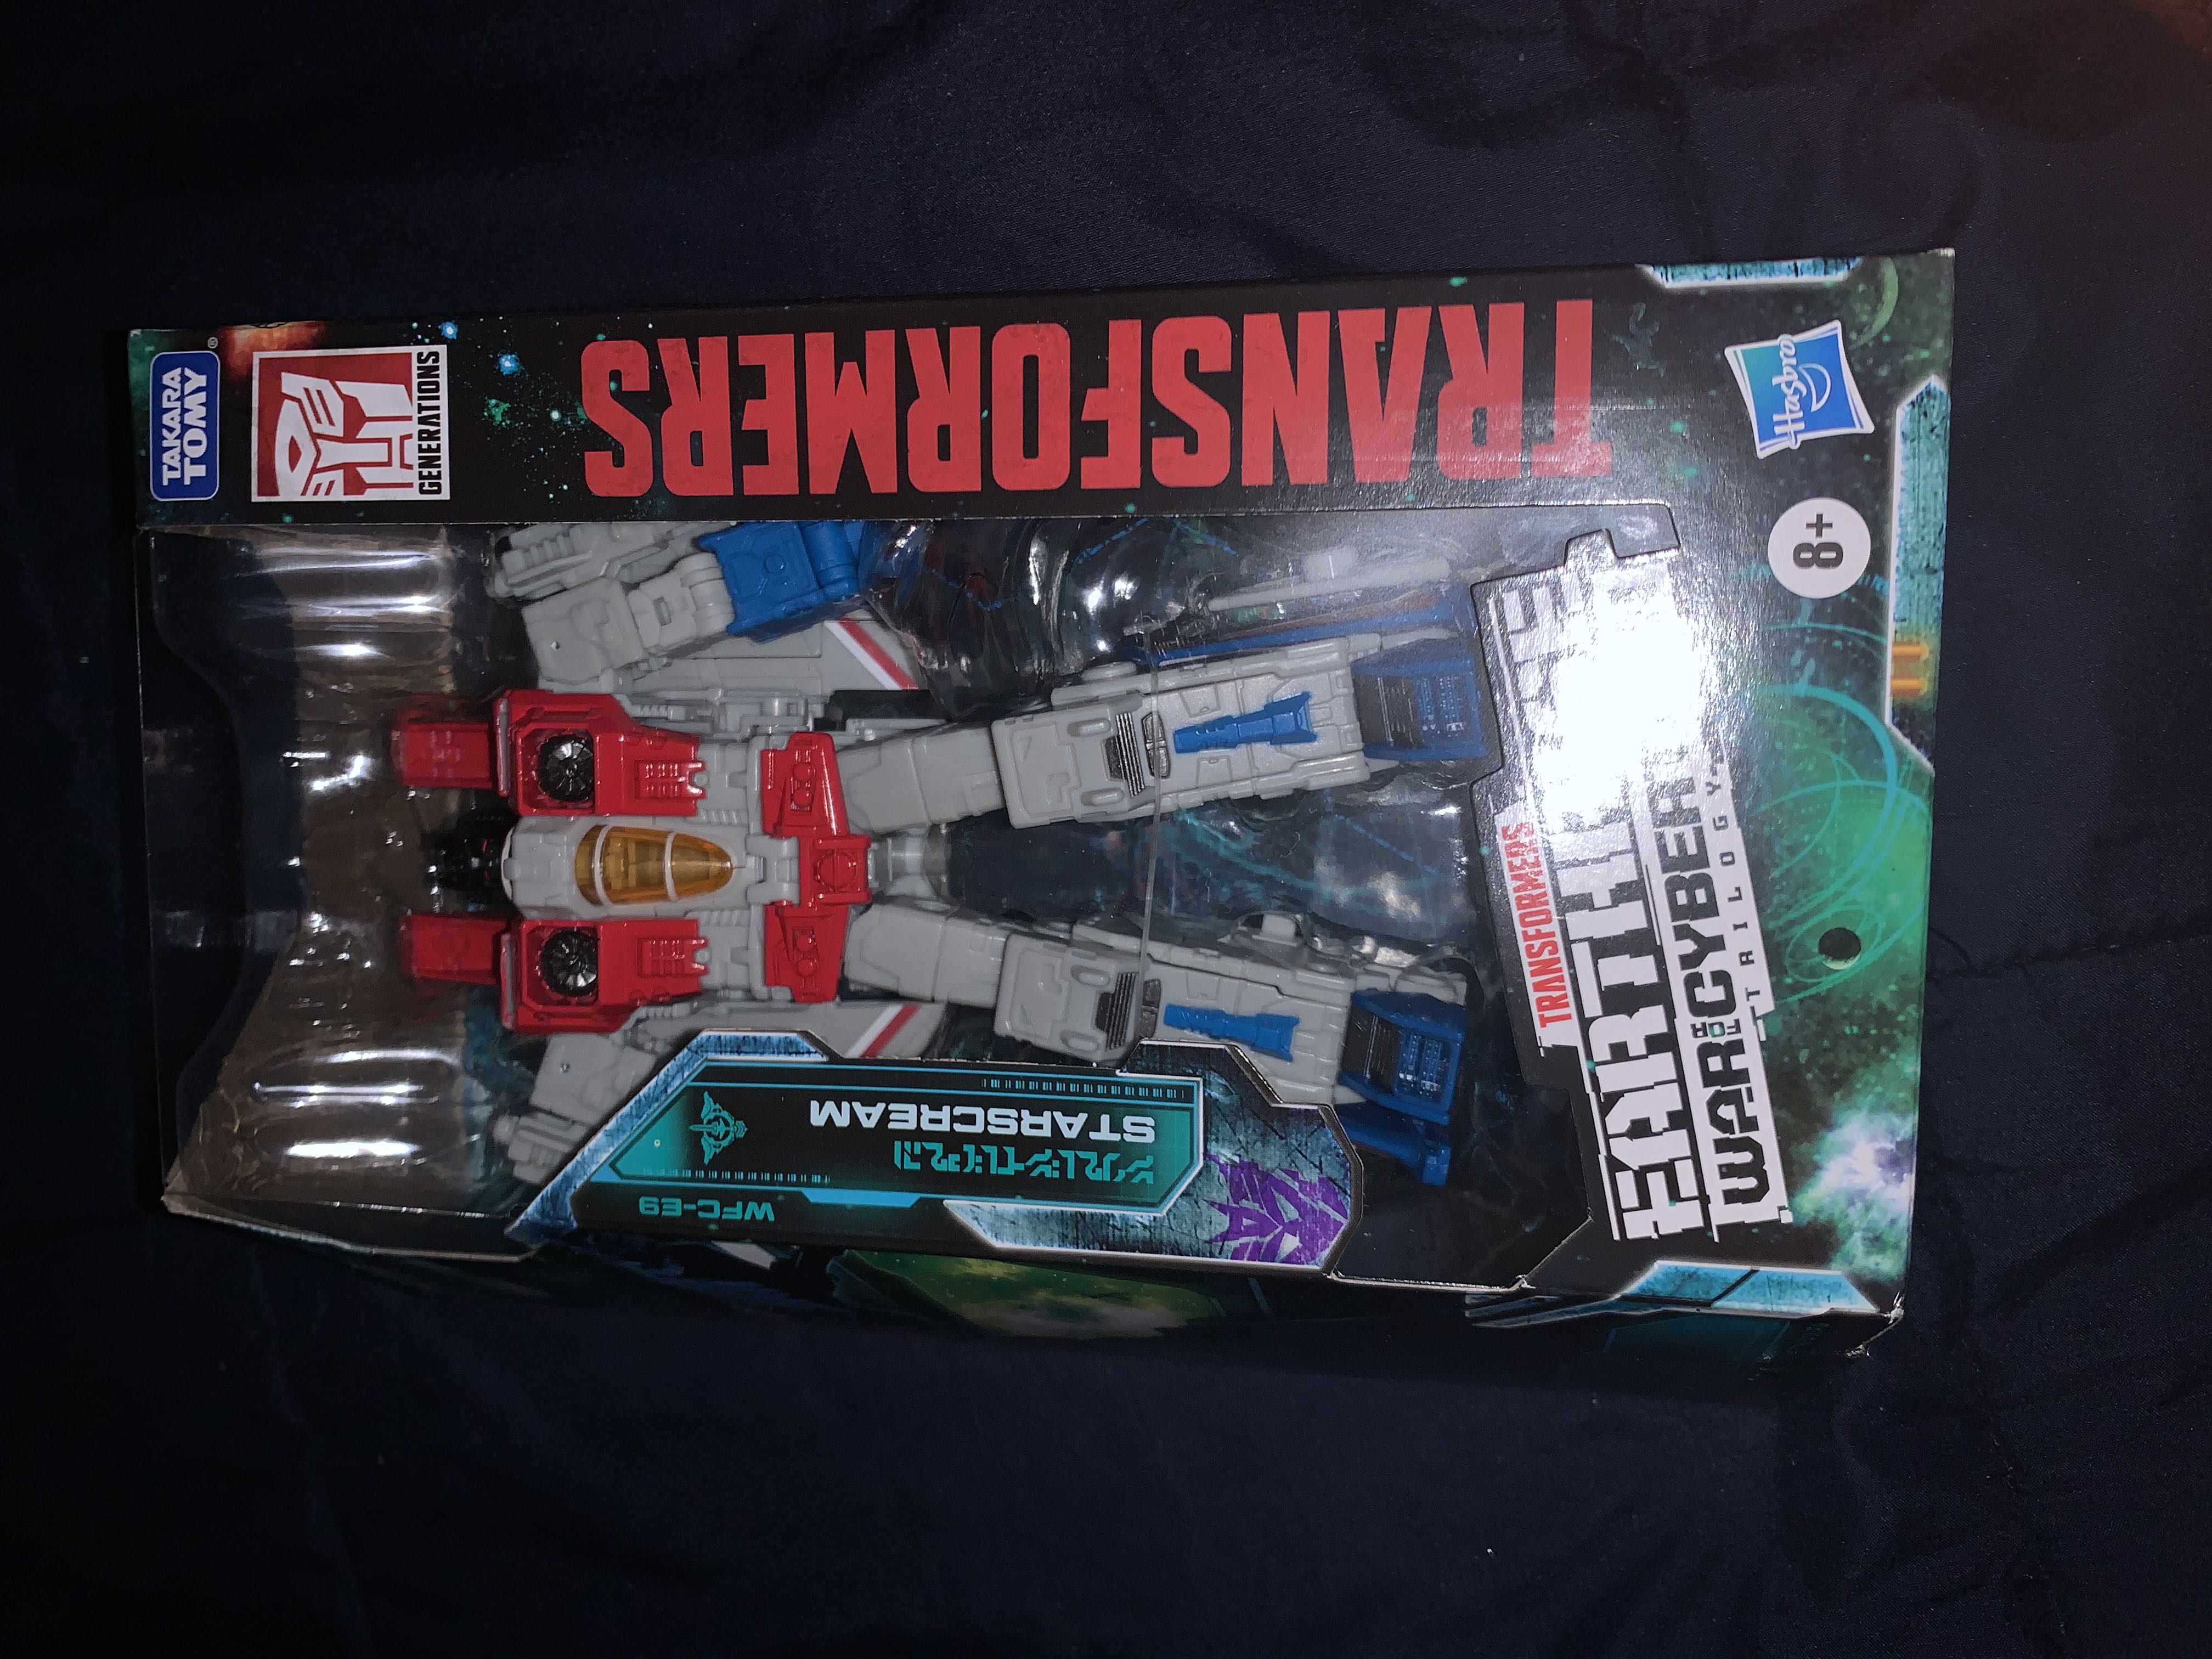 Hasbro
8+
TRANSFORMERS
GENERATIONS
TAKARA
TOMY
®
TRANSFORMERS
EARTHRISE
WAR FOR CYBERTRON
TRILOGY
STARSCREAM
WFC-E9